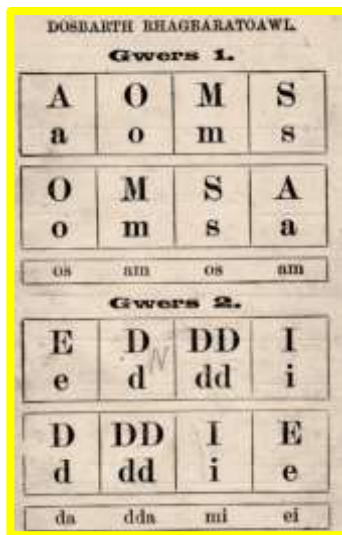 DOSBARTH RHAGBARATOAWL.
Gwers 1.
A O M S
a o m s
O M S A
o m s a
os am os am
Gwers 2.
E D DD I
e d dd i
D DD I E
d dd i e
da dda mi ei